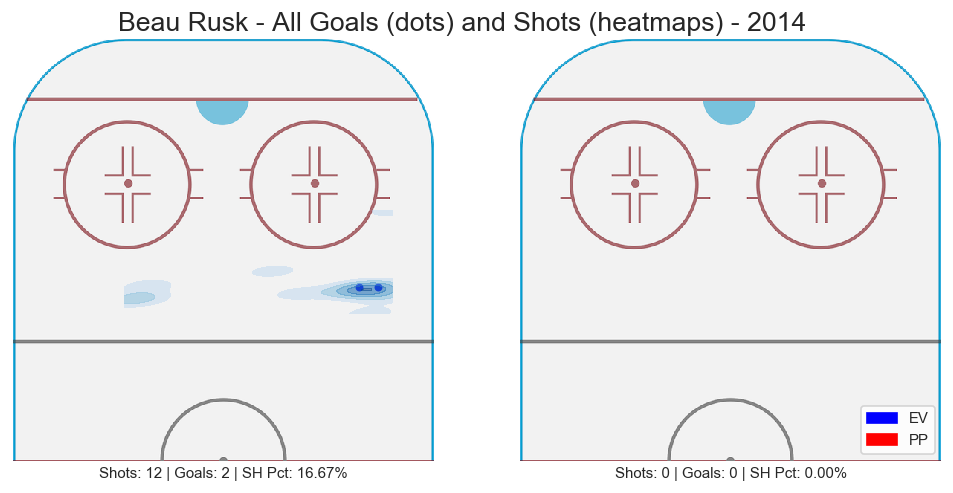 Beau Rusk - All Goals (dots) and Shots (heatmaps) - 2014
EV
PP
Shots: 12 | Goals: 2 | SH Pct: 16.67%
Shots: 0 | Goals: 0 | SH Pct: 0.00%